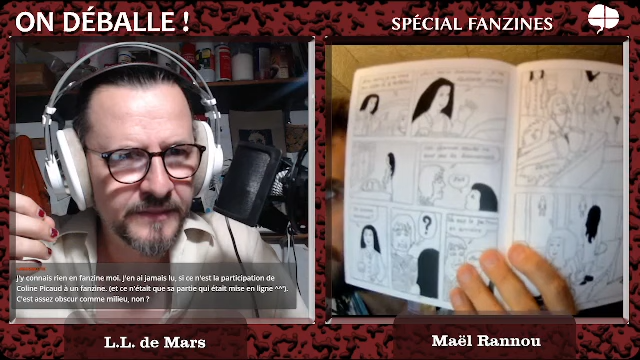 ON DÉBALLE !
SPÉCIAL FANZINES
J'y connais rien en fanzine moi. J'en ai jamais lu, si ce n'est la participation de
Coline Picaud à un fanzine. (et ce n'était que sa partie qui était mise en ligne ^^).
C'est assez obscur comme milieu, non ?
?
L.L. de Mars
Maël Rannou